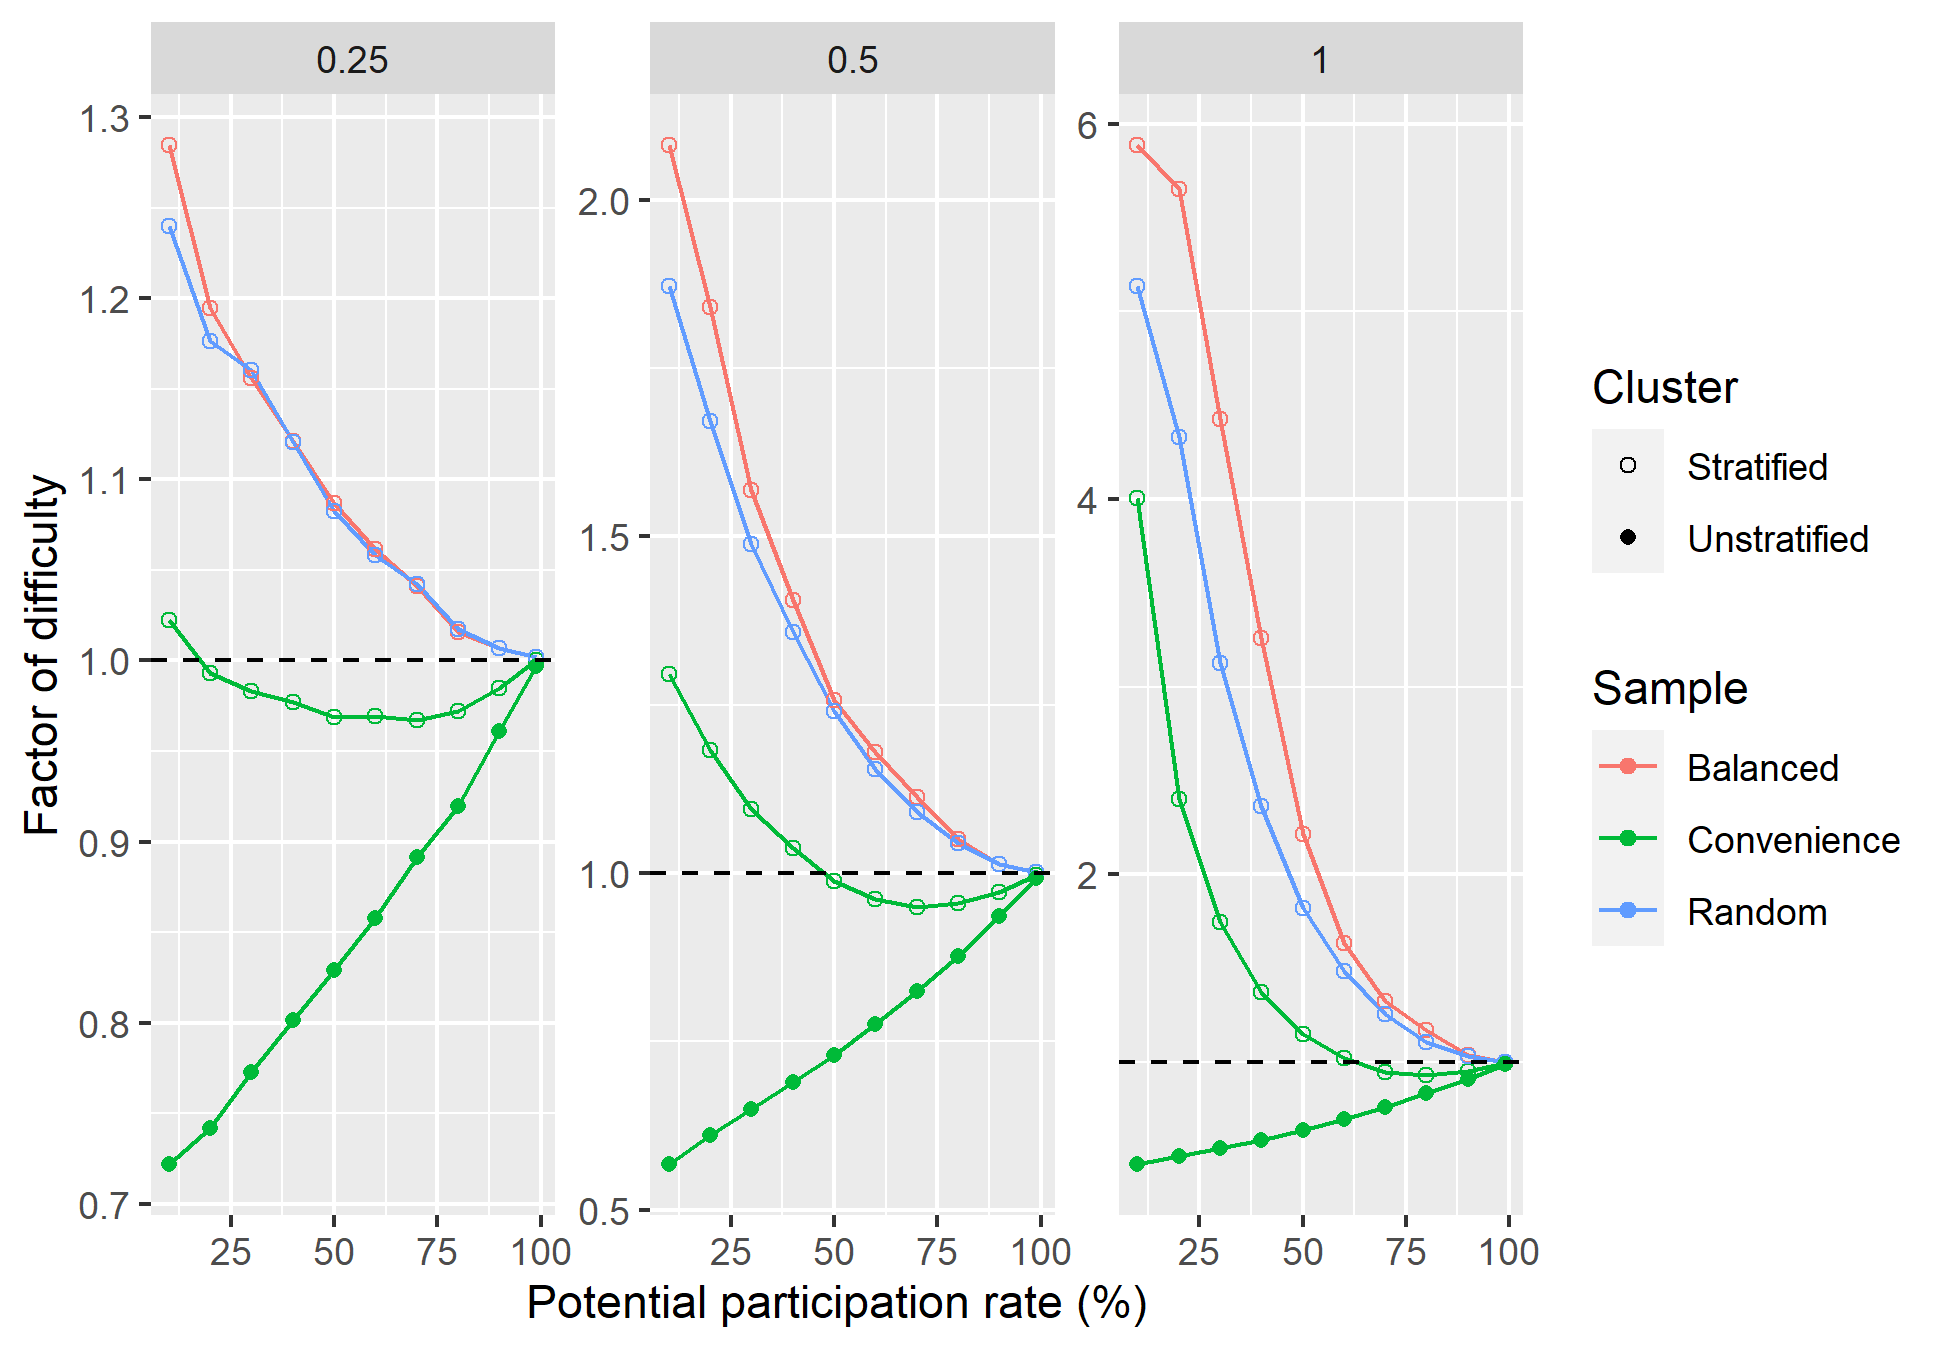 0.25
0.5
1
1.3
1.2
1.1
1.0
0.9
0.8
0.7
2.0
1.5
1.0
0.5
6
4
2
25 50 75 100
25 50 75 100
25 50 75 100
Factor of difficulty
Potential participation rate (%)
Cluster
Stratified
Unstratified
Sample
Balanced
Convenience
Random